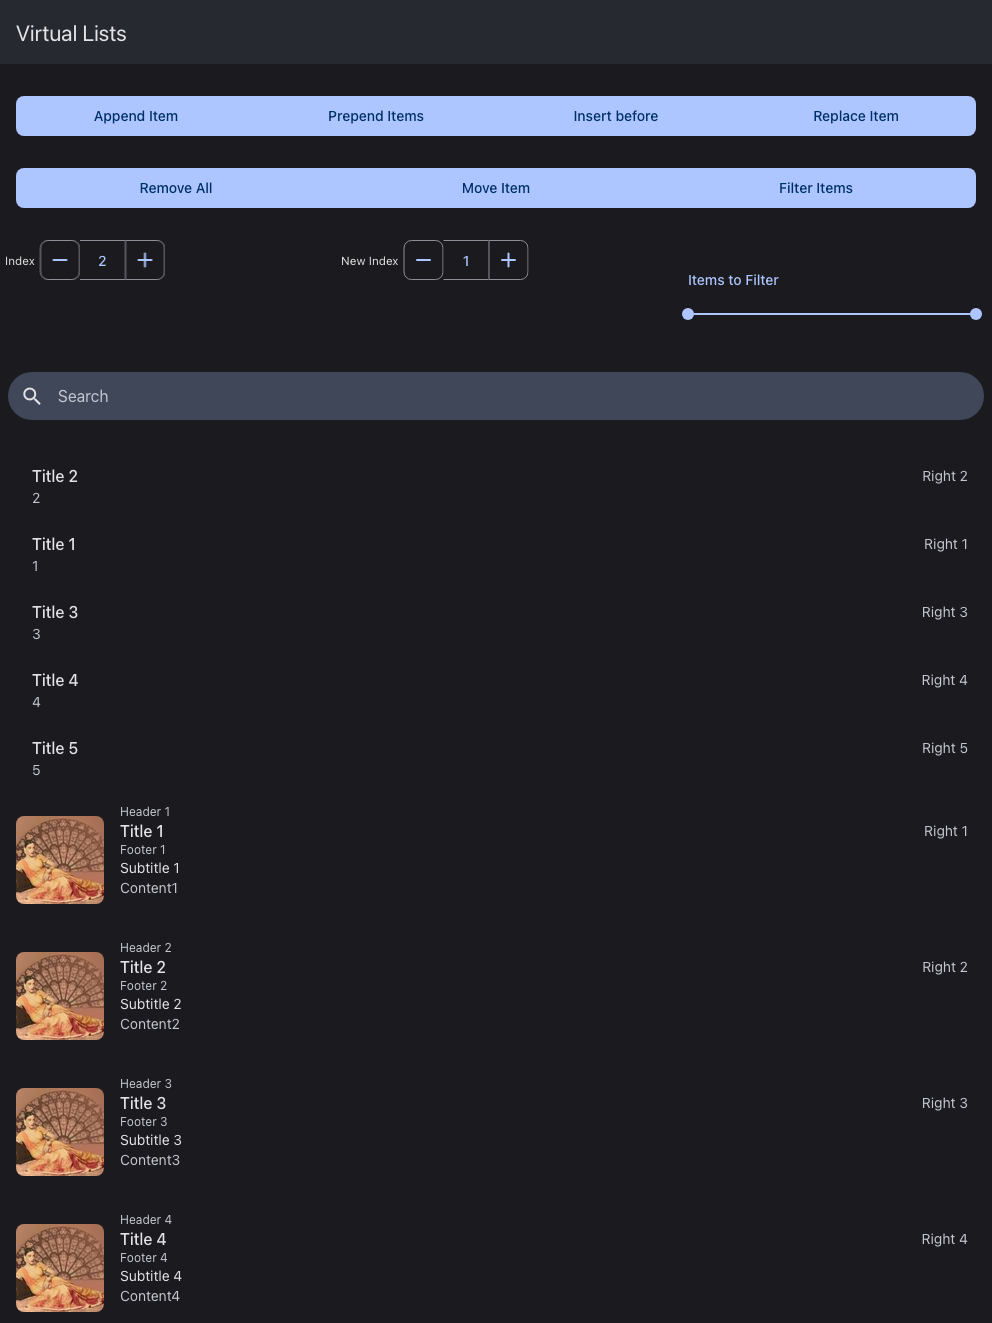 Virtual Lists
Append Item Prepend Items Insert before Replace Item
Remove All Move Item Filter Items
Index 2 New Index 1
Items to Filter
Search
Title 2 Right 2
2
Title 1 Right 1
1
Title 3 Right 3
3
Title 4 Right 4
4
Title 5 Right 5
5
Header 1
Title 1 Right 1
Footer 1
Subtitle 1
Content1
Header 2
Title 2 Right 2
Footer 2
Subtitle 2
Content2
Header 3
Title 3 Right 3
Footer 3
Subtitle 3
Content3
Header 4
Title 4 Right 4
Footer 4
Subtitle 4
Content4